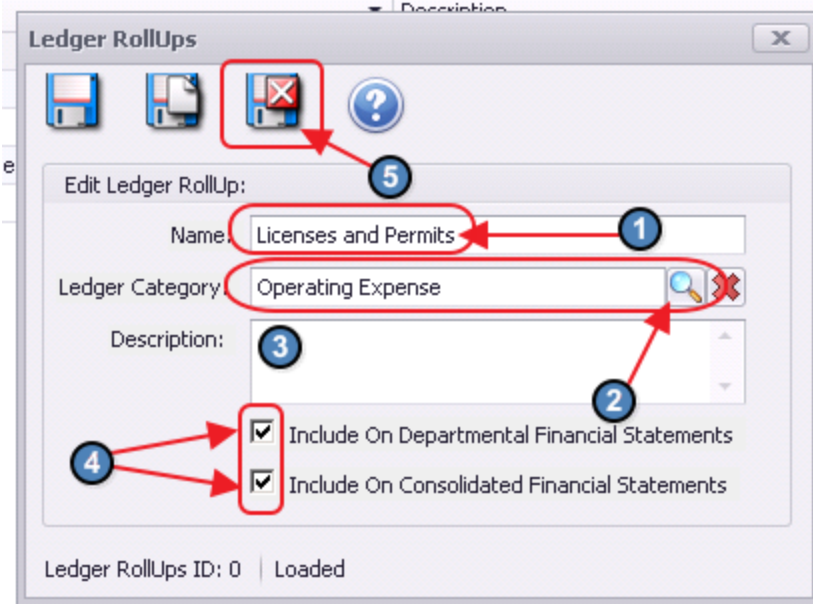 Description
Ledger RollUps
5
e
Edit Ledger RollUp:
Name: Licenses and Permits 1
Ledger Category: Operating Expense
Description: 3
2
4 Include On Departmental Financial Statements
Include On Consolidated Financial Statements
Ledger RollUps ID: 0 Loaded